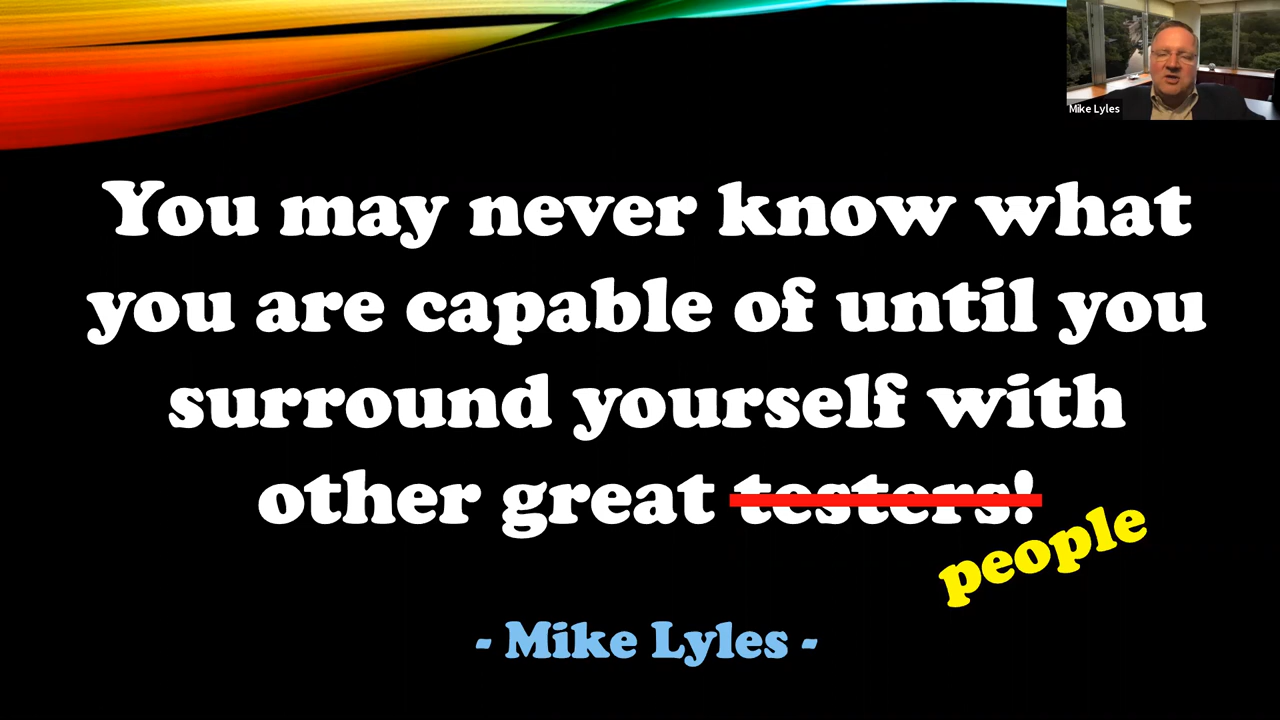 Mike Lyles
You may never know what
you are capable of until you
surround yourself with
other great testers!
people
- Mike Lyles -